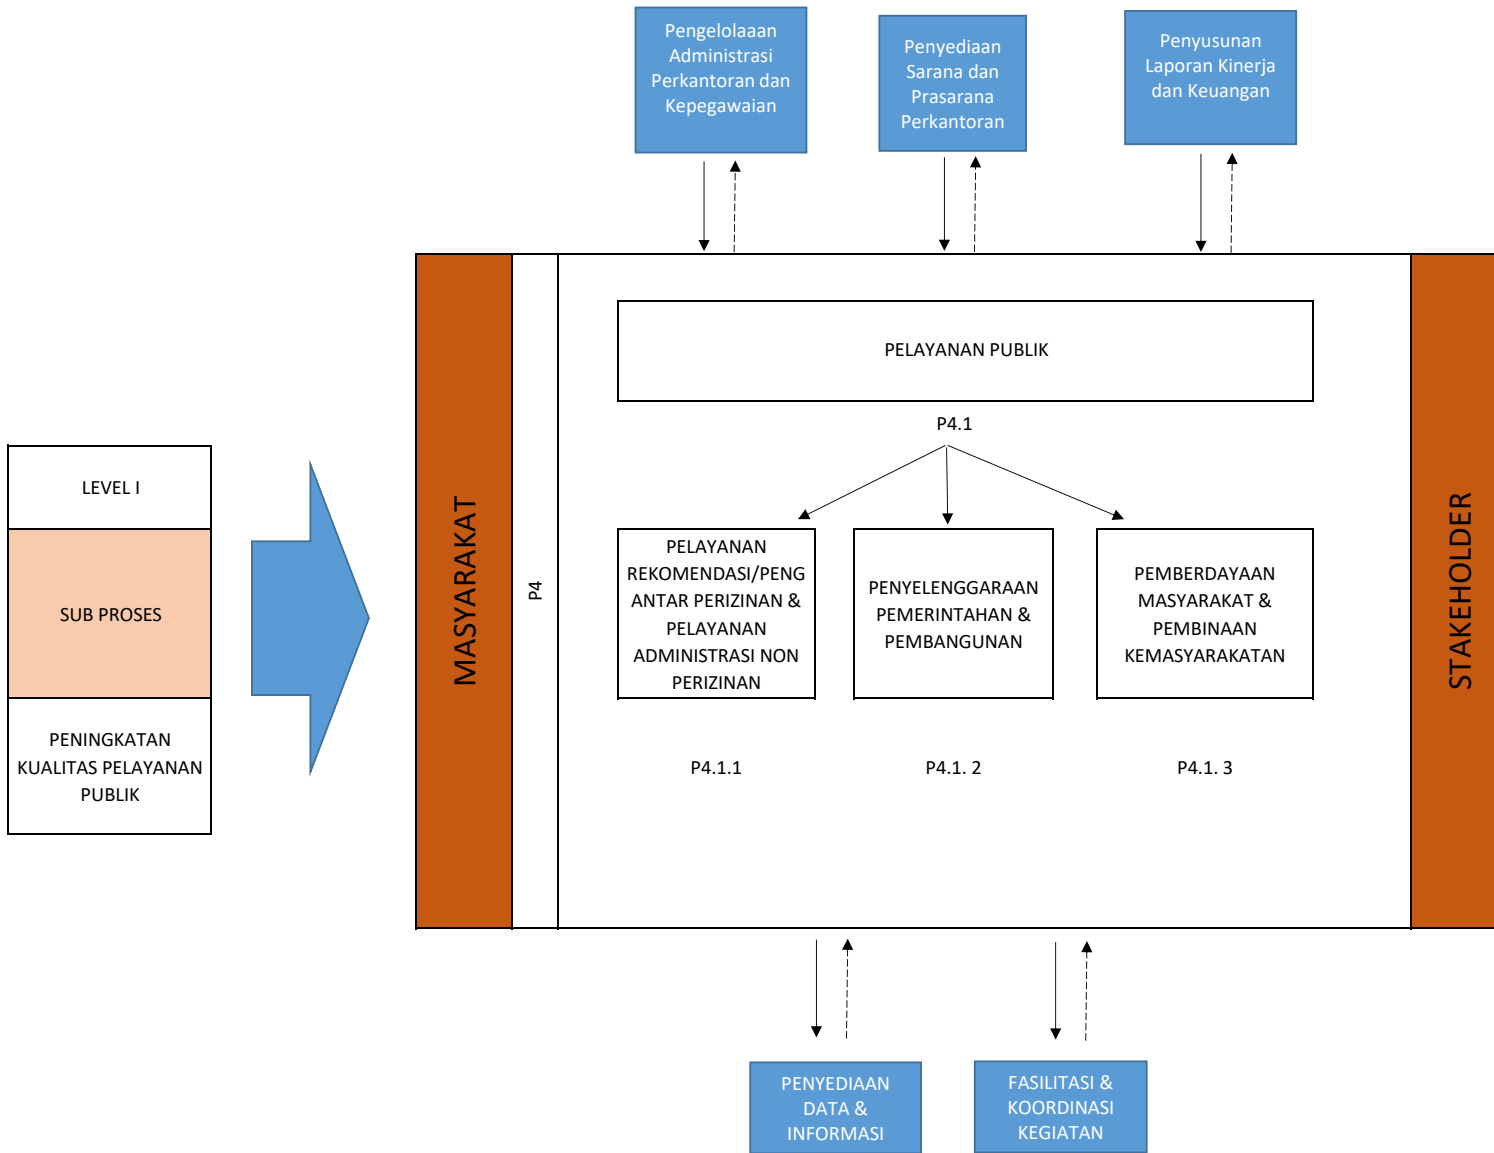 Pengelolaaan
Administrasi
Perkantoran dan
Kepegawaian
Penyediaan
Sarana dan
Prasarana
Perkantoran
Penyusunan
Laporan Kinerja
dan Keuangan
LEVEL I
SUB PROSES
PENINGKATAN
KUALITAS PELAYANAN
PUBLIK
MASYARAKAT
P4
PELAYANAN PUBLIK
P4.1
PELAYANAN
REKOMENDASI/PENG
ANTAR PERIZINAN &
PELAYANAN
ADMINISTRASI NON
PERIZINAN
PENYELENGGARAAN
PEMERINTAHAN &
PEMBANGUNAN
PEMBERDAYAAN
MASYARAKAT &
PEMBINAAN
KEMASYARAKATAN
P4.1.1
P4.1. 2
P4.1. 3
STAKEHOLDER
PENYEDIAAN
DATA &
INFORMASI
FASILITASI &
KOORDINASI
KEGIATAN